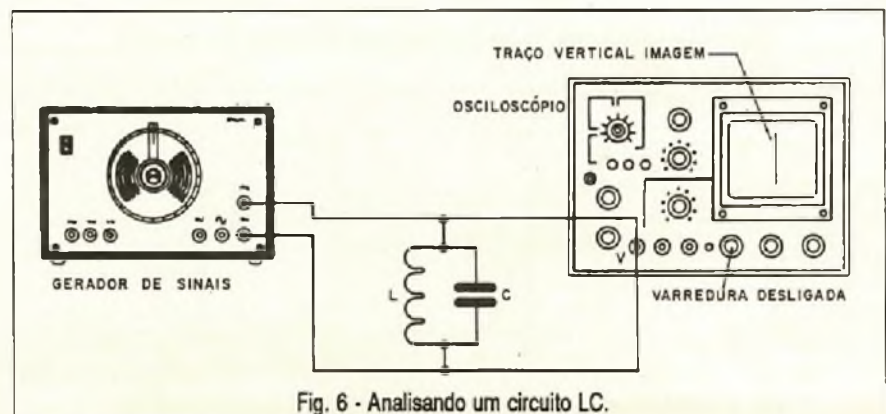 TRAÇO VERTICAL IMAGEM
OSCILOSCÓPIO
L
C
V
GERADOR DE SINAIS
VARREDURA DESLIGADA
Fig. 6 - Analisando um circuito LC.